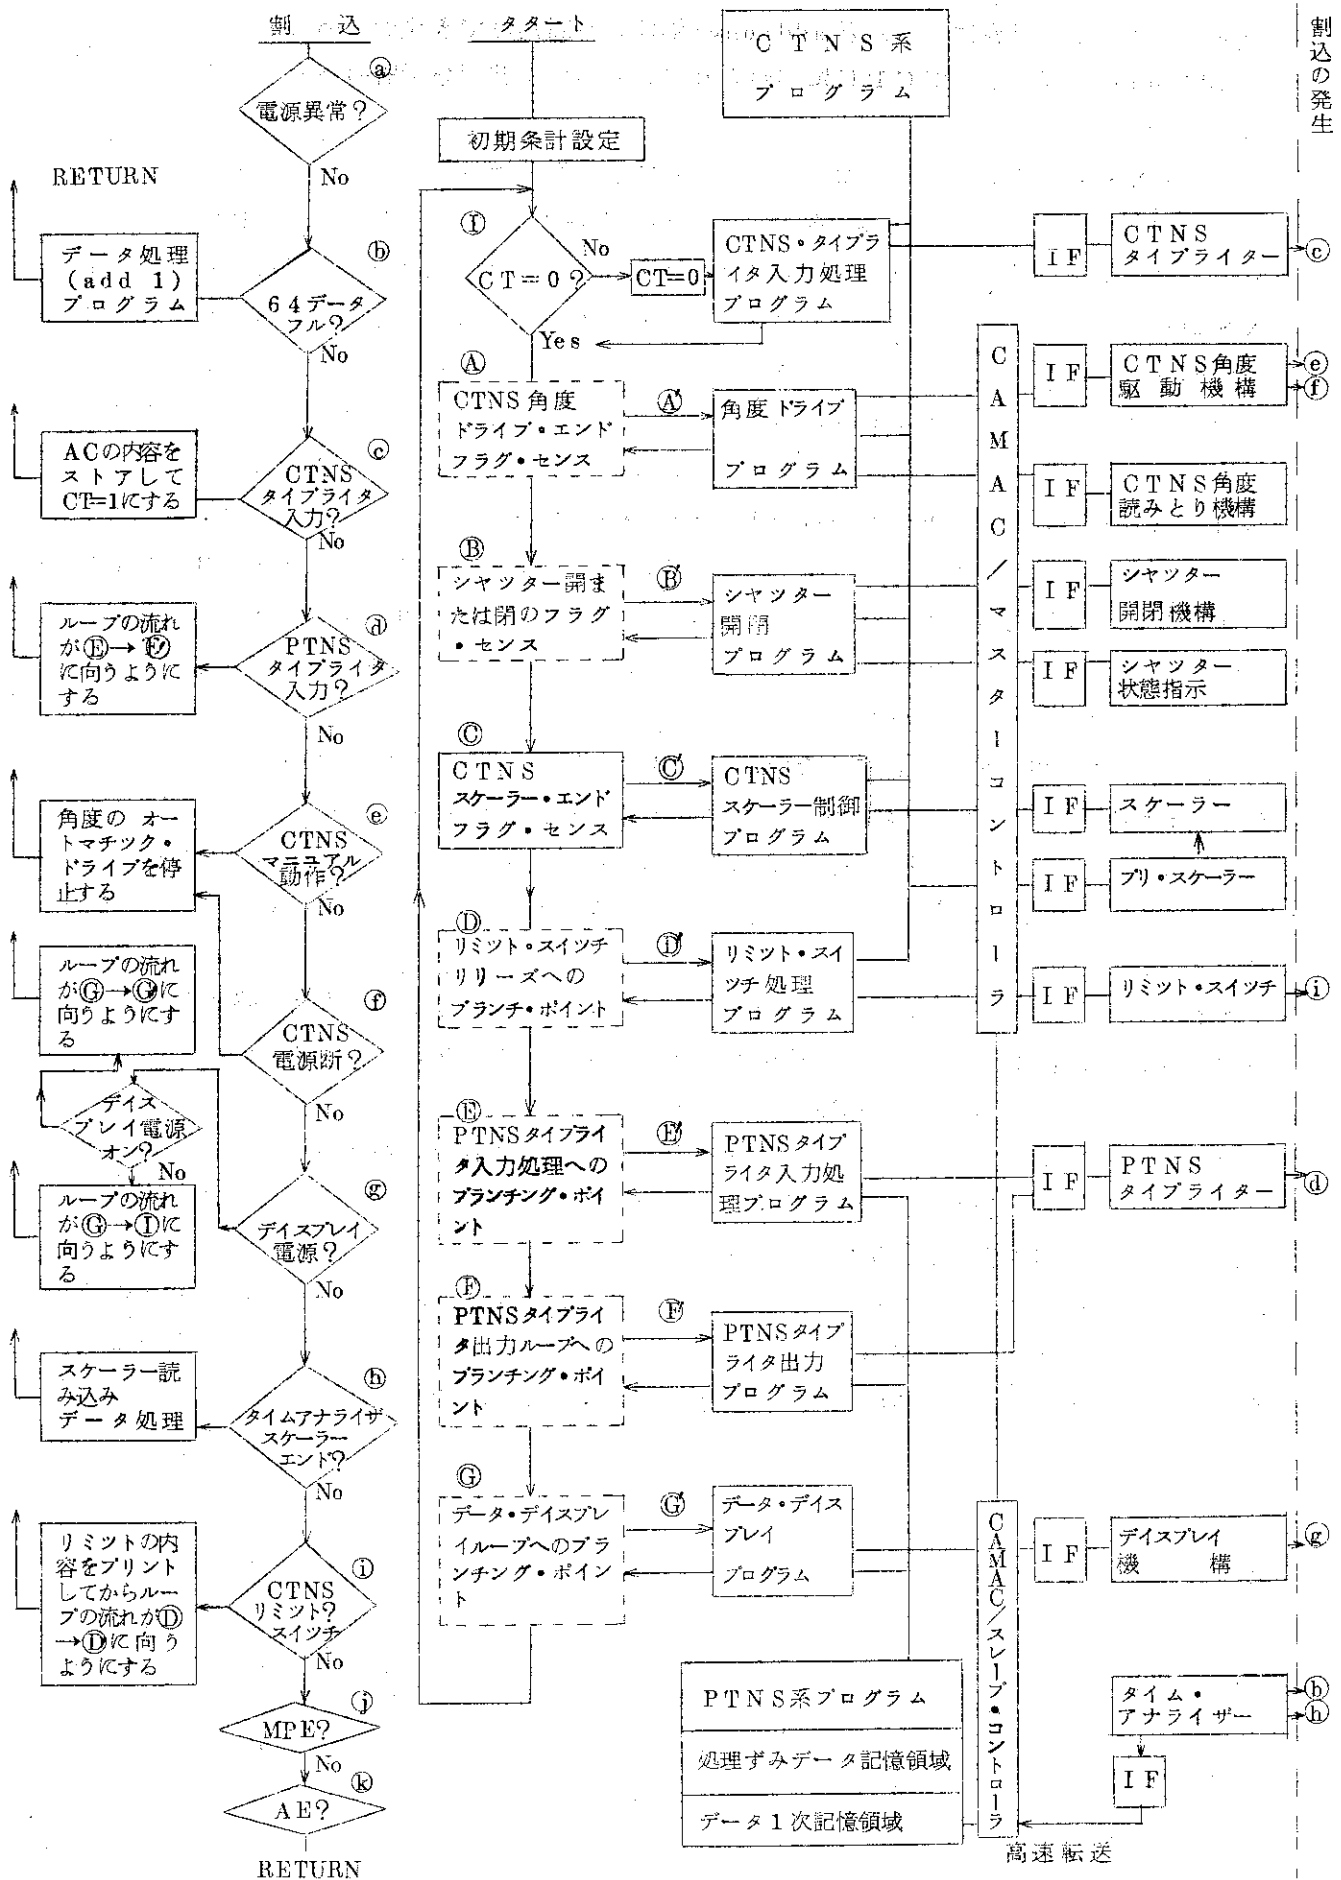 割込
タタート
CTNS系
プログラム
割込の発生
ⓐ
電源異常?
No
初期条計設定
RETURN
データ処理
(add 1)
プログラム
ⓑ
64データ
フル?
No
Ⓘ
CT=0?
No
CT=0
Yes
CTNS・タイプラ
イタ入力処理
プログラム
IF
CTNS
タイプライター
ⓒ
ACの内容を
ストアして
CT=1にする
ⓒ
CTNS
タイプライタ
入力?
No
Ⓐ
CTNS角度
ドライブ・エンド
フラグ・センス
Ⓐ'
角度ドライブ
プログラム
CAMAC/マスターコントローラ
IF
CTNS角度
駆動機構
ⓔ
ⓕ
IF
CTNS角度
読みとり機構
ループの流れ
がⒺ→Ⓔ'
に向うように
する
ⓓ
PTNS
タイプライタ
入力?
No
Ⓑ
シャッター開ま
たは閉のフラグ
・センス
Ⓑ'
シャッター
開閉
プログラム
IF
シャッター
開閉機構
IF
シャッター
状態指示
角度の オー
トマチック・
ドライブを停
止する
ⓔ
CTNS
マニュアル
動作?
No
Ⓒ
CTNS
スケーラー・エンド
フラグ・センス
Ⓒ'
CTNS
スケーラー制御
プログラム
IF
スケーラー
IF
プリ・スケーラー
ループの流れ
がⒼ→Ⓖ'に
向うようにす
る
ⓕ
CTNS
電源断?
No
Ⓓ
リミット・スイッチ
リリーズへの
ブランチ・ポイント
Ⓓ'
リミット・スイ
ッチ処理
プログラム
IF
リミット・スイッチ
ⓘ
デイス
プレイ電源
オン?
No
ループの流れ
がⒼ→Ⓘに
向うようにす
る
ⓖ
デイスプレイ
電源?
No
Ⓔ
PTNSタイプライ
タ入力処理への
ブランチング・ポイ
ント
Ⓔ'
PTNSタイプ
ライタ入力処
理プログラム
IF
PTNS
タイプライター
ⓓ
Ⓕ
PTNSタイプライ
タ出力ループへの
ブランチング・ポイ
ント
Ⓕ'
PTNSタイプ
ライタ出力
プログラム
スケーラー読
み込み
データ処理
ⓗ
タイムアナライザ
スケーラー
エンド?
No
Ⓖ
データ・デイスプレ
イループへのブラ
ンチング・ポイン
ト
Ⓖ'
データ・デイス
プレイ
プログラム
CAMAC/スレーブ・コントローラ
IF
デイスプレイ
機構
ⓖ
リミットの内
容をプリント
してからルー
プの流れがⒹ
→Ⓓ'に向う
ようにする
ⓘ
CTNS
リミット?
スイッチ
No
ⓙ
MPE?
No
ⓚ
AE?
RETURN
PTNS系プログラム
処理ずみデータ記憶領域
データ1次記憶領域
タイム・
アナライザー
ⓑ
ⓗ
IF
高速転送